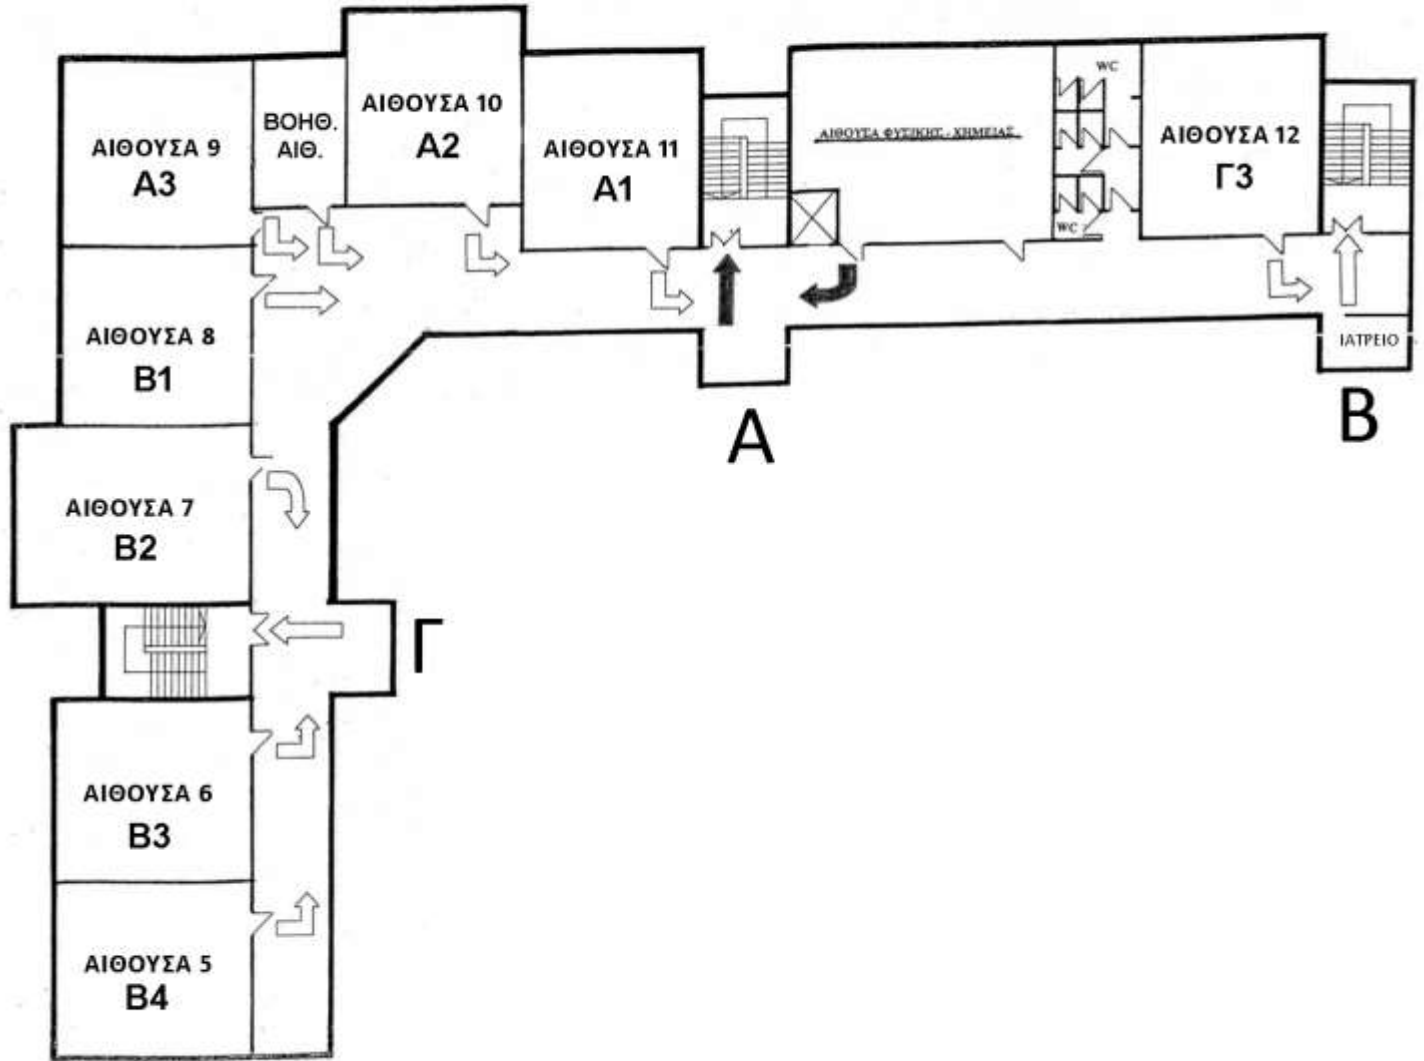 ΑΙΘΟΥΣΑ 9
Α3
ΒΟΗΘ.
ΑΙΘ.
ΑΙΘΟΥΣΑ 10
Α2
ΑΙΘΟΥΣΑ 11
Α1
ΑΙΘΟΥΣΑ ΦΥΣΙΚΗΣ - ΧΗΜΕΙΑΣ
WC
WC
ΑΙΘΟΥΣΑ 12
Γ3
ΑΙΘΟΥΣΑ 8
Β1
ΙΑΤΡΕΙΟ
Α
Β
ΑΙΘΟΥΣΑ 7
Β2
Γ
ΑΙΘΟΥΣΑ 6
Β3
ΑΙΘΟΥΣΑ 5
Β4